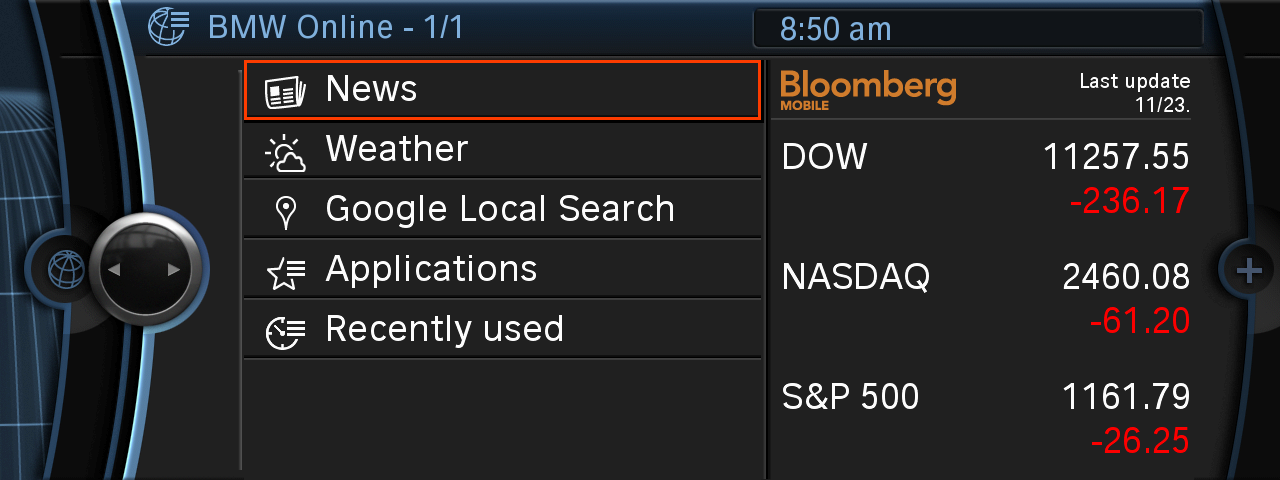 BMW Online - 1/1
8:50 am
News
Weather
Google Local Search
Applications
Recently used
Bloomberg
MOBILE
Last update
11/23.
DOW 11257.55
-236.17
NASDAQ 2460.08
-61.20
S&P 500 1161.79
-26.25